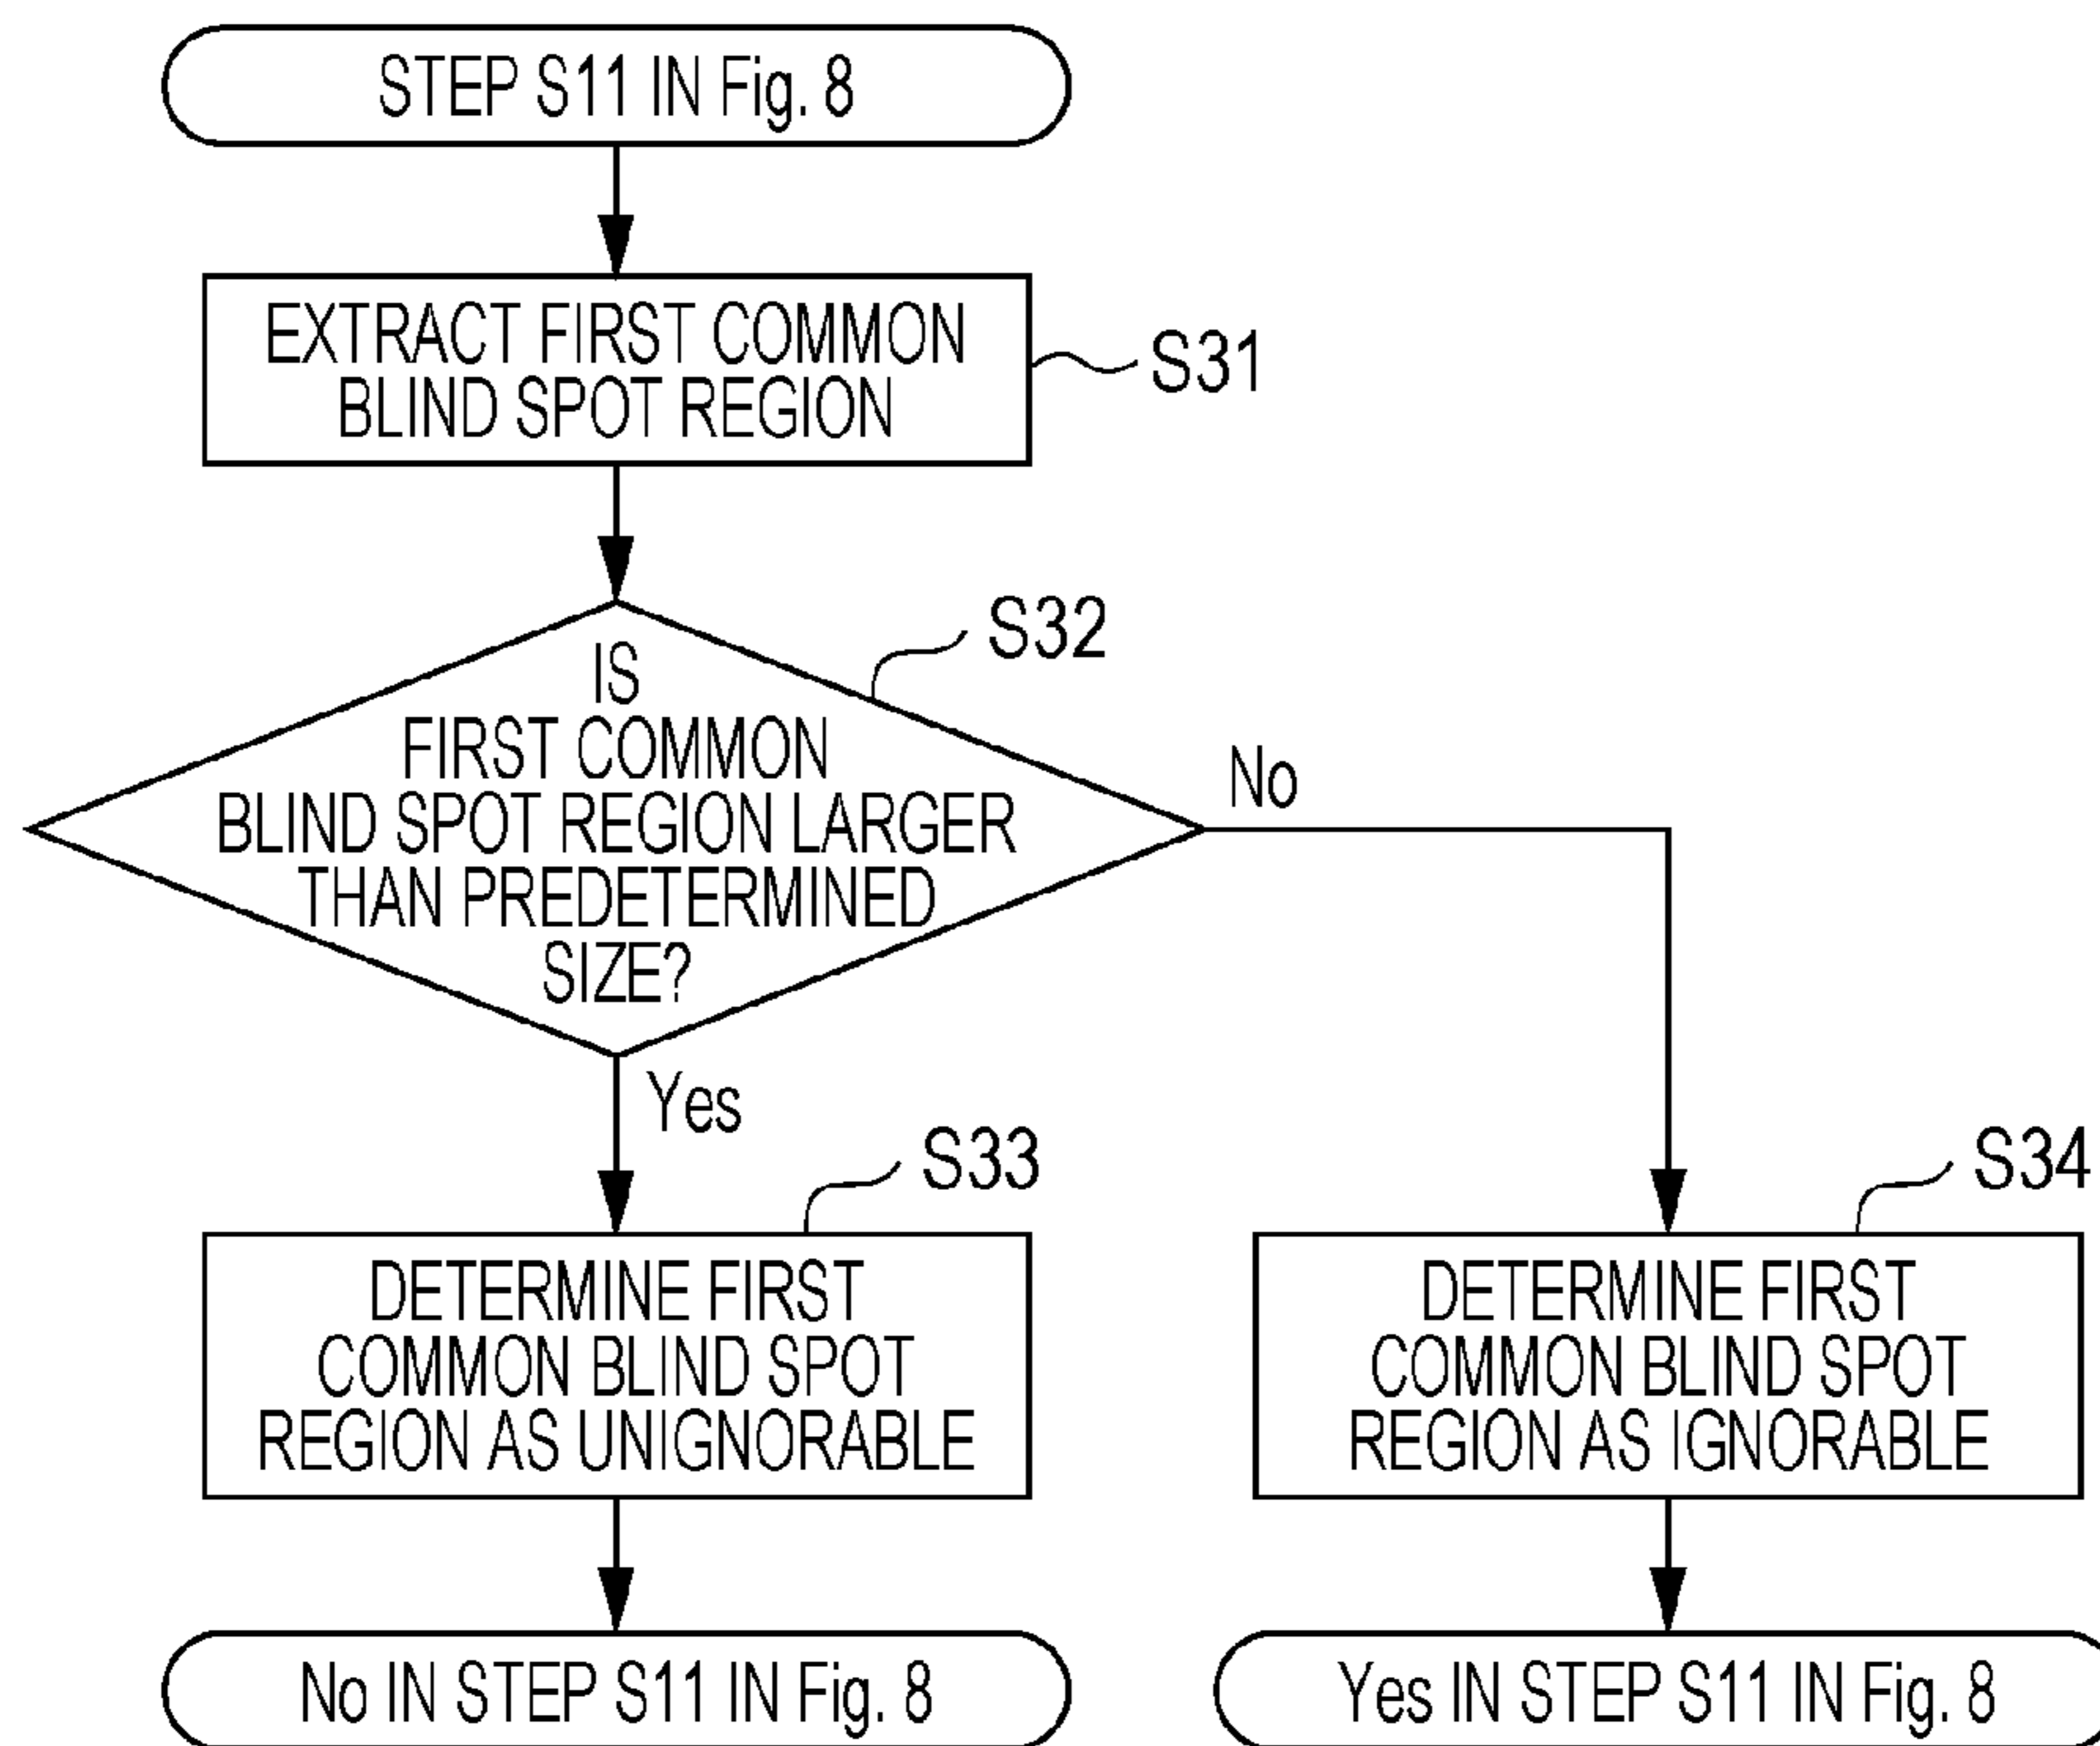 STEP S11 IN Fig. 8
EXTRACT FIRST COMMON
BLIND SPOT REGION
S31
S32
IS
FIRST COMMON
BLIND SPOT REGION LARGER
THAN PREDETERMINED
SIZE?
No
Yes
S33
DETERMINE FIRST
COMMON BLIND SPOT
REGION AS UNIGNORABLE
S34
DETERMINE FIRST
COMMON BLIND SPOT
REGION AS IGNORABLE
No IN STEP S11 IN Fig. 8
Yes IN STEP S11 IN Fig. 8